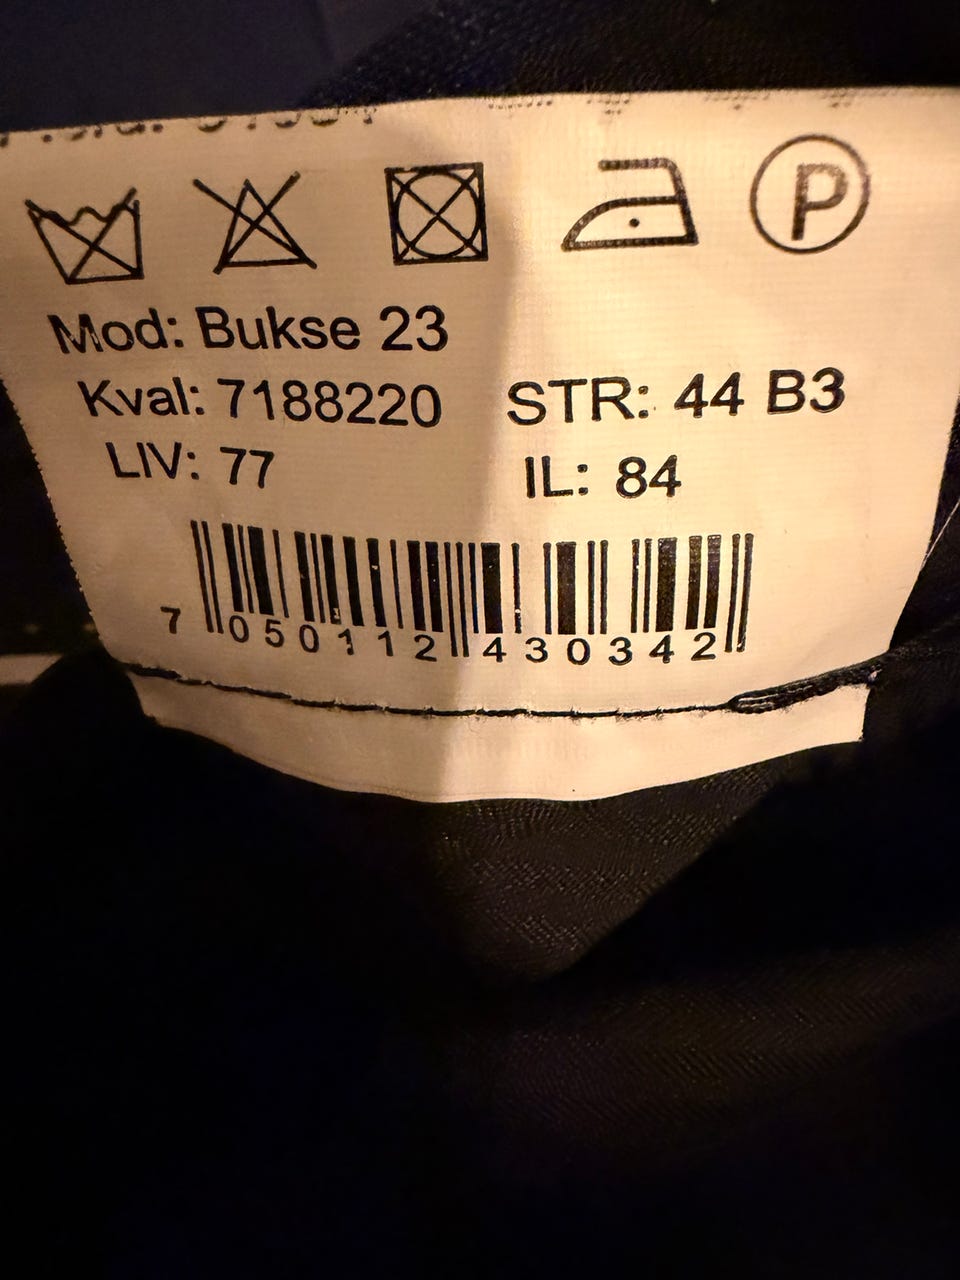 P
Mod: Bukse 23
Kval: 7188220 STR: 44 B3
LIV: 77 IL: 84
7 050112 430342